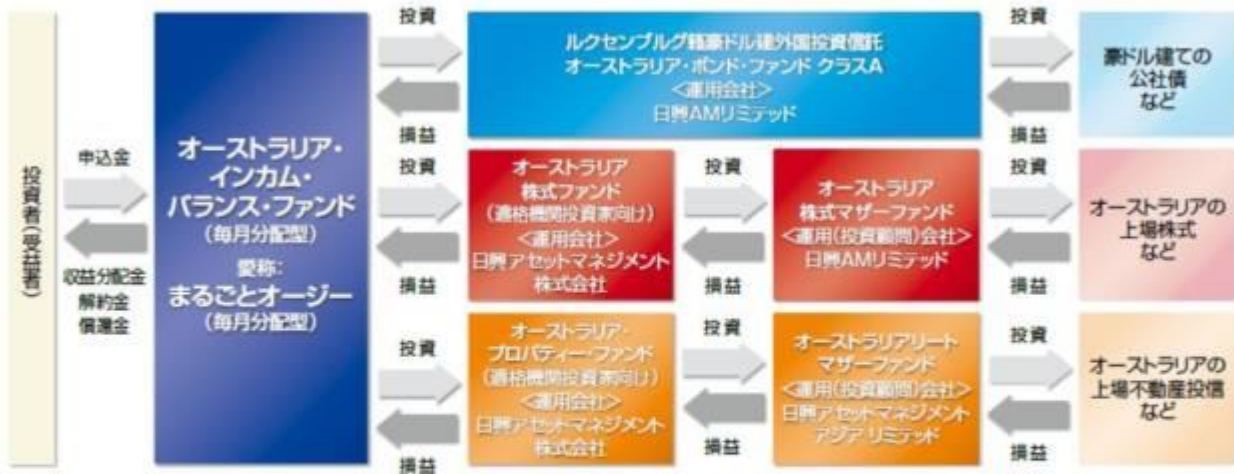 投資者(受益者)
申込金
収益分配金
解約金
償還金
オーストラリア・
インカム・
バランス・ファンド
(毎月分配型)
愛称:
まるごとオージー
(毎月分配型)
投資
損益
ルクセンブルグ籍豪ドル建外国投資信託
オーストラリア・ボンド・ファンド クラスA
<運用会社>
日興AMリミテッド
投資
損益
豪ドル建ての
公社債
など
投資
損益
オーストラリア
株式ファンド
(適格機関投資家向け)
<運用会社>
日興アセットマネジメント
株式会社
投資
損益
オーストラリア
株式マザーファンド
<運用(投資顧問)会社>
日興AMリミテッド
投資
損益
オーストラリアの
上場株式
など
投資
損益
オーストラリア・
プロパティー・ファンド
(適格機関投資家向け)
<運用会社>
日興アセットマネジメント
株式会社
投資
損益
オーストラリアリート
マザーファンド
<運用(投資顧問)会社>
日興アセットマネジメント
アジア リミテッド
投資
損益
オーストラリアの
上場不動産投信
など